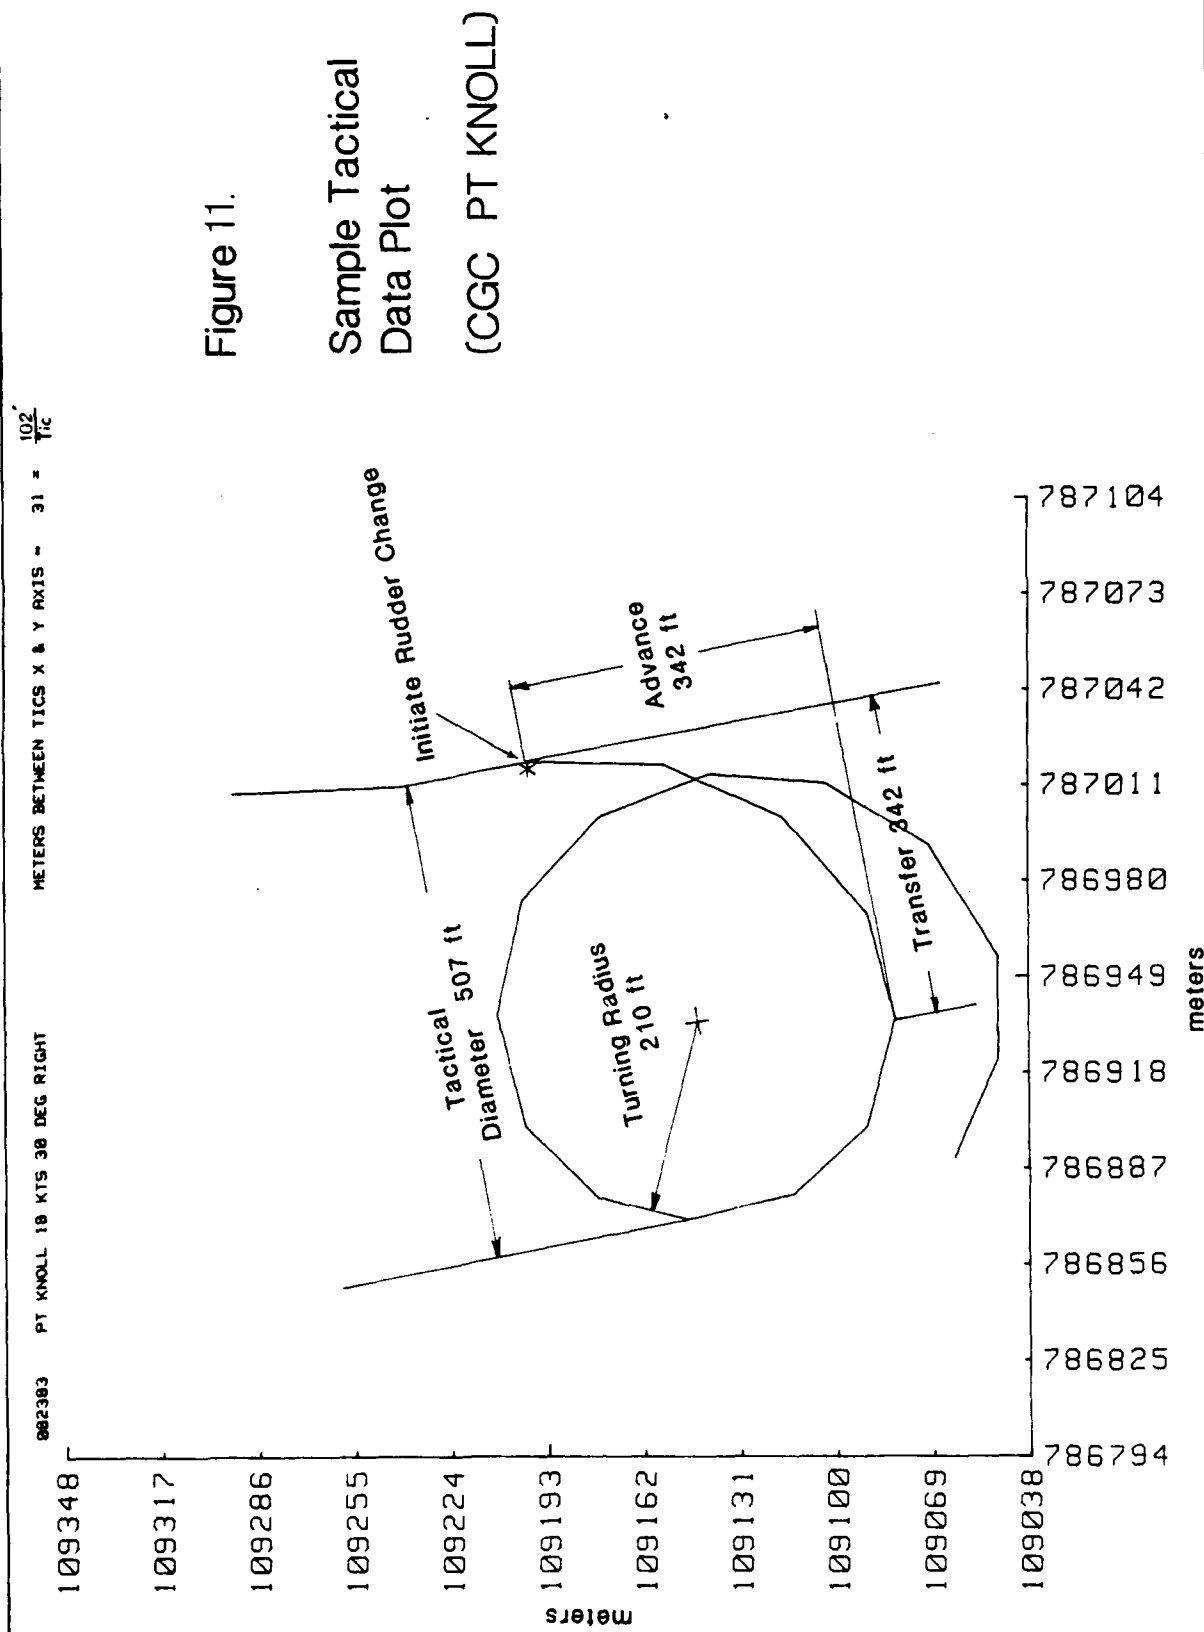 082383 PT KNOLL 18 KTS 30 DEG RIGHT METERS BETWEEN TICS X & Y AXIS = 31 = 102'/Tic
Figure 11.
Sample Tactical
Data Plot
(CGC PT KNOLL)
Initiate Rudder Change
Tactical
Diameter 507 ft
Advance
342 ft
Turning Radius
210 ft
Transfer 342 ft
109348
109317
109286
109255
109224
109193
109162
109131
109100
109069
109038
meters
786794
786825
786856
786887
786918
786949
786980
787011
787042
787073
787104
meters